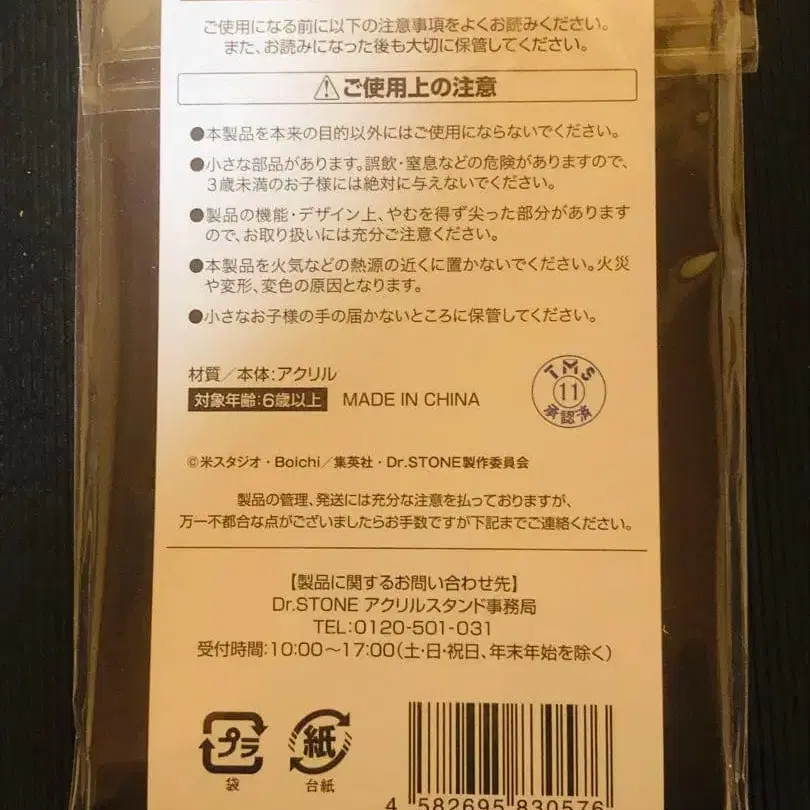 ご使用になる前に以下の注意事項をよくお読みください。
また、お読みになった後も大切に保管してください。
⚠ご使用上の注意
●本製品を本来の目的以外にはご使用にならないでください。
●小さな部品があります。誤飲・窒息などの危険がありますので、
3歳未満のお子様には絶対に与えないでください。
●製品の機能・デザイン上、やむを得ず尖った部分があります
ので、お取り扱いには充分ご注意ください。
●本製品を火気などの熱源の近くに置かないでください。火災
や変形、変色の原因となります。
●小さなお子様の手の届かないところに保管してください。
材質/本体:アクリル
対象年齢:6歳以上 MADE IN CHINA
TMS
11
承認済
©米スタジオ・Boichi/集英社・Dr.STONE製作委員会
製品の管理、発送には充分な注意を払っておりますが、
万一不都合な点がございましたらお手数ですが下記までご連絡ください。
【製品に関するお問い合わせ先】
Dr.STONE アクリルスタンド事務局
TEL:0120-501-031
受付時間:10:00〜17:00(土・日・祝日、年末年始を除く)
プラ 紙
袋 台紙
4 582695 830576